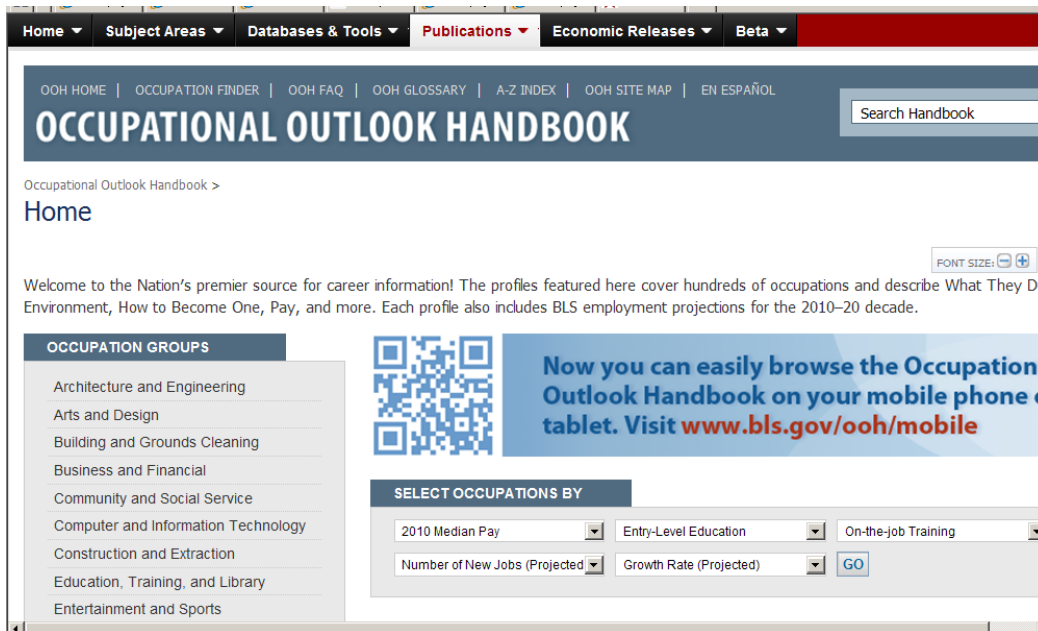 Home Subject Areas Databases & Tools Publications Economic Releases Beta
OOH HOME | OCCUPATION FINDER | OOH FAQ | OOH GLOSSARY | A-Z INDEX | OOH SITE MAP | EN ESPAÑOL
OCCUPATIONAL OUTLOOK HANDBOOK
Search Handbook
Occupational Outlook Handbook >
Home
FONT SIZE:
Welcome to the Nation's premier source for career information! The profiles featured here cover hundreds of occupations and describe What They D
Environment, How to Become One, Pay, and more. Each profile also includes BLS employment projections for the 2010–20 decade.
OCCUPATION GROUPS
Architecture and Engineering
Arts and Design
Building and Grounds Cleaning
Business and Financial
Community and Social Service
Computer and Information Technology
Construction and Extraction
Education, Training, and Library
Entertainment and Sports
Now you can easily browse the Occupation
Outlook Handbook on your mobile phone
tablet. Visit www.bls.gov/ooh/mobile
SELECT OCCUPATIONS BY
2010 Median Pay Entry-Level Education On-the-job Training
Number of New Jobs (Projected Growth Rate (Projected) GO